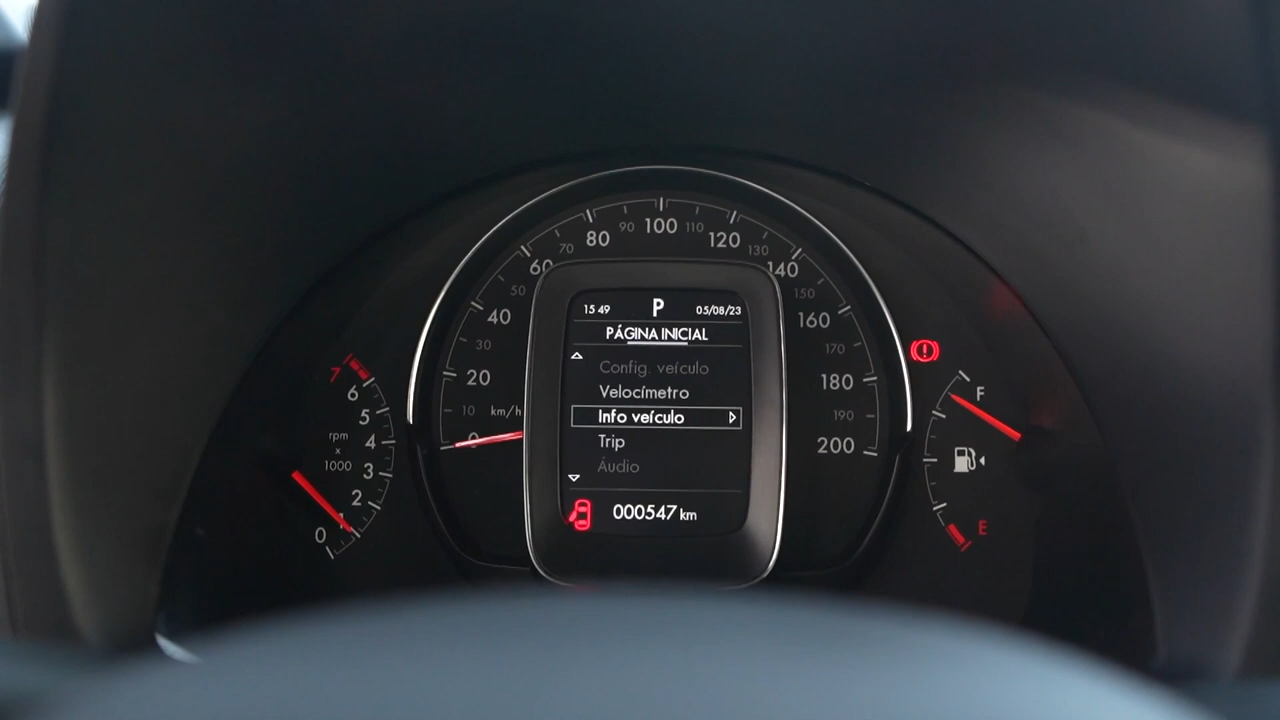 15 49 P 05/08/23
PÁGINA INICIAL
Config. veículo
Velocímetro
Info veículo
Trip
Áudio
000547 km
0
10
20
30
40
50
60
70
80
90
100
110
120
130
140
150
160
170
180
190
200
km/h
7
6
5
4
3
2
1
0
rpm
x
1000
F
E